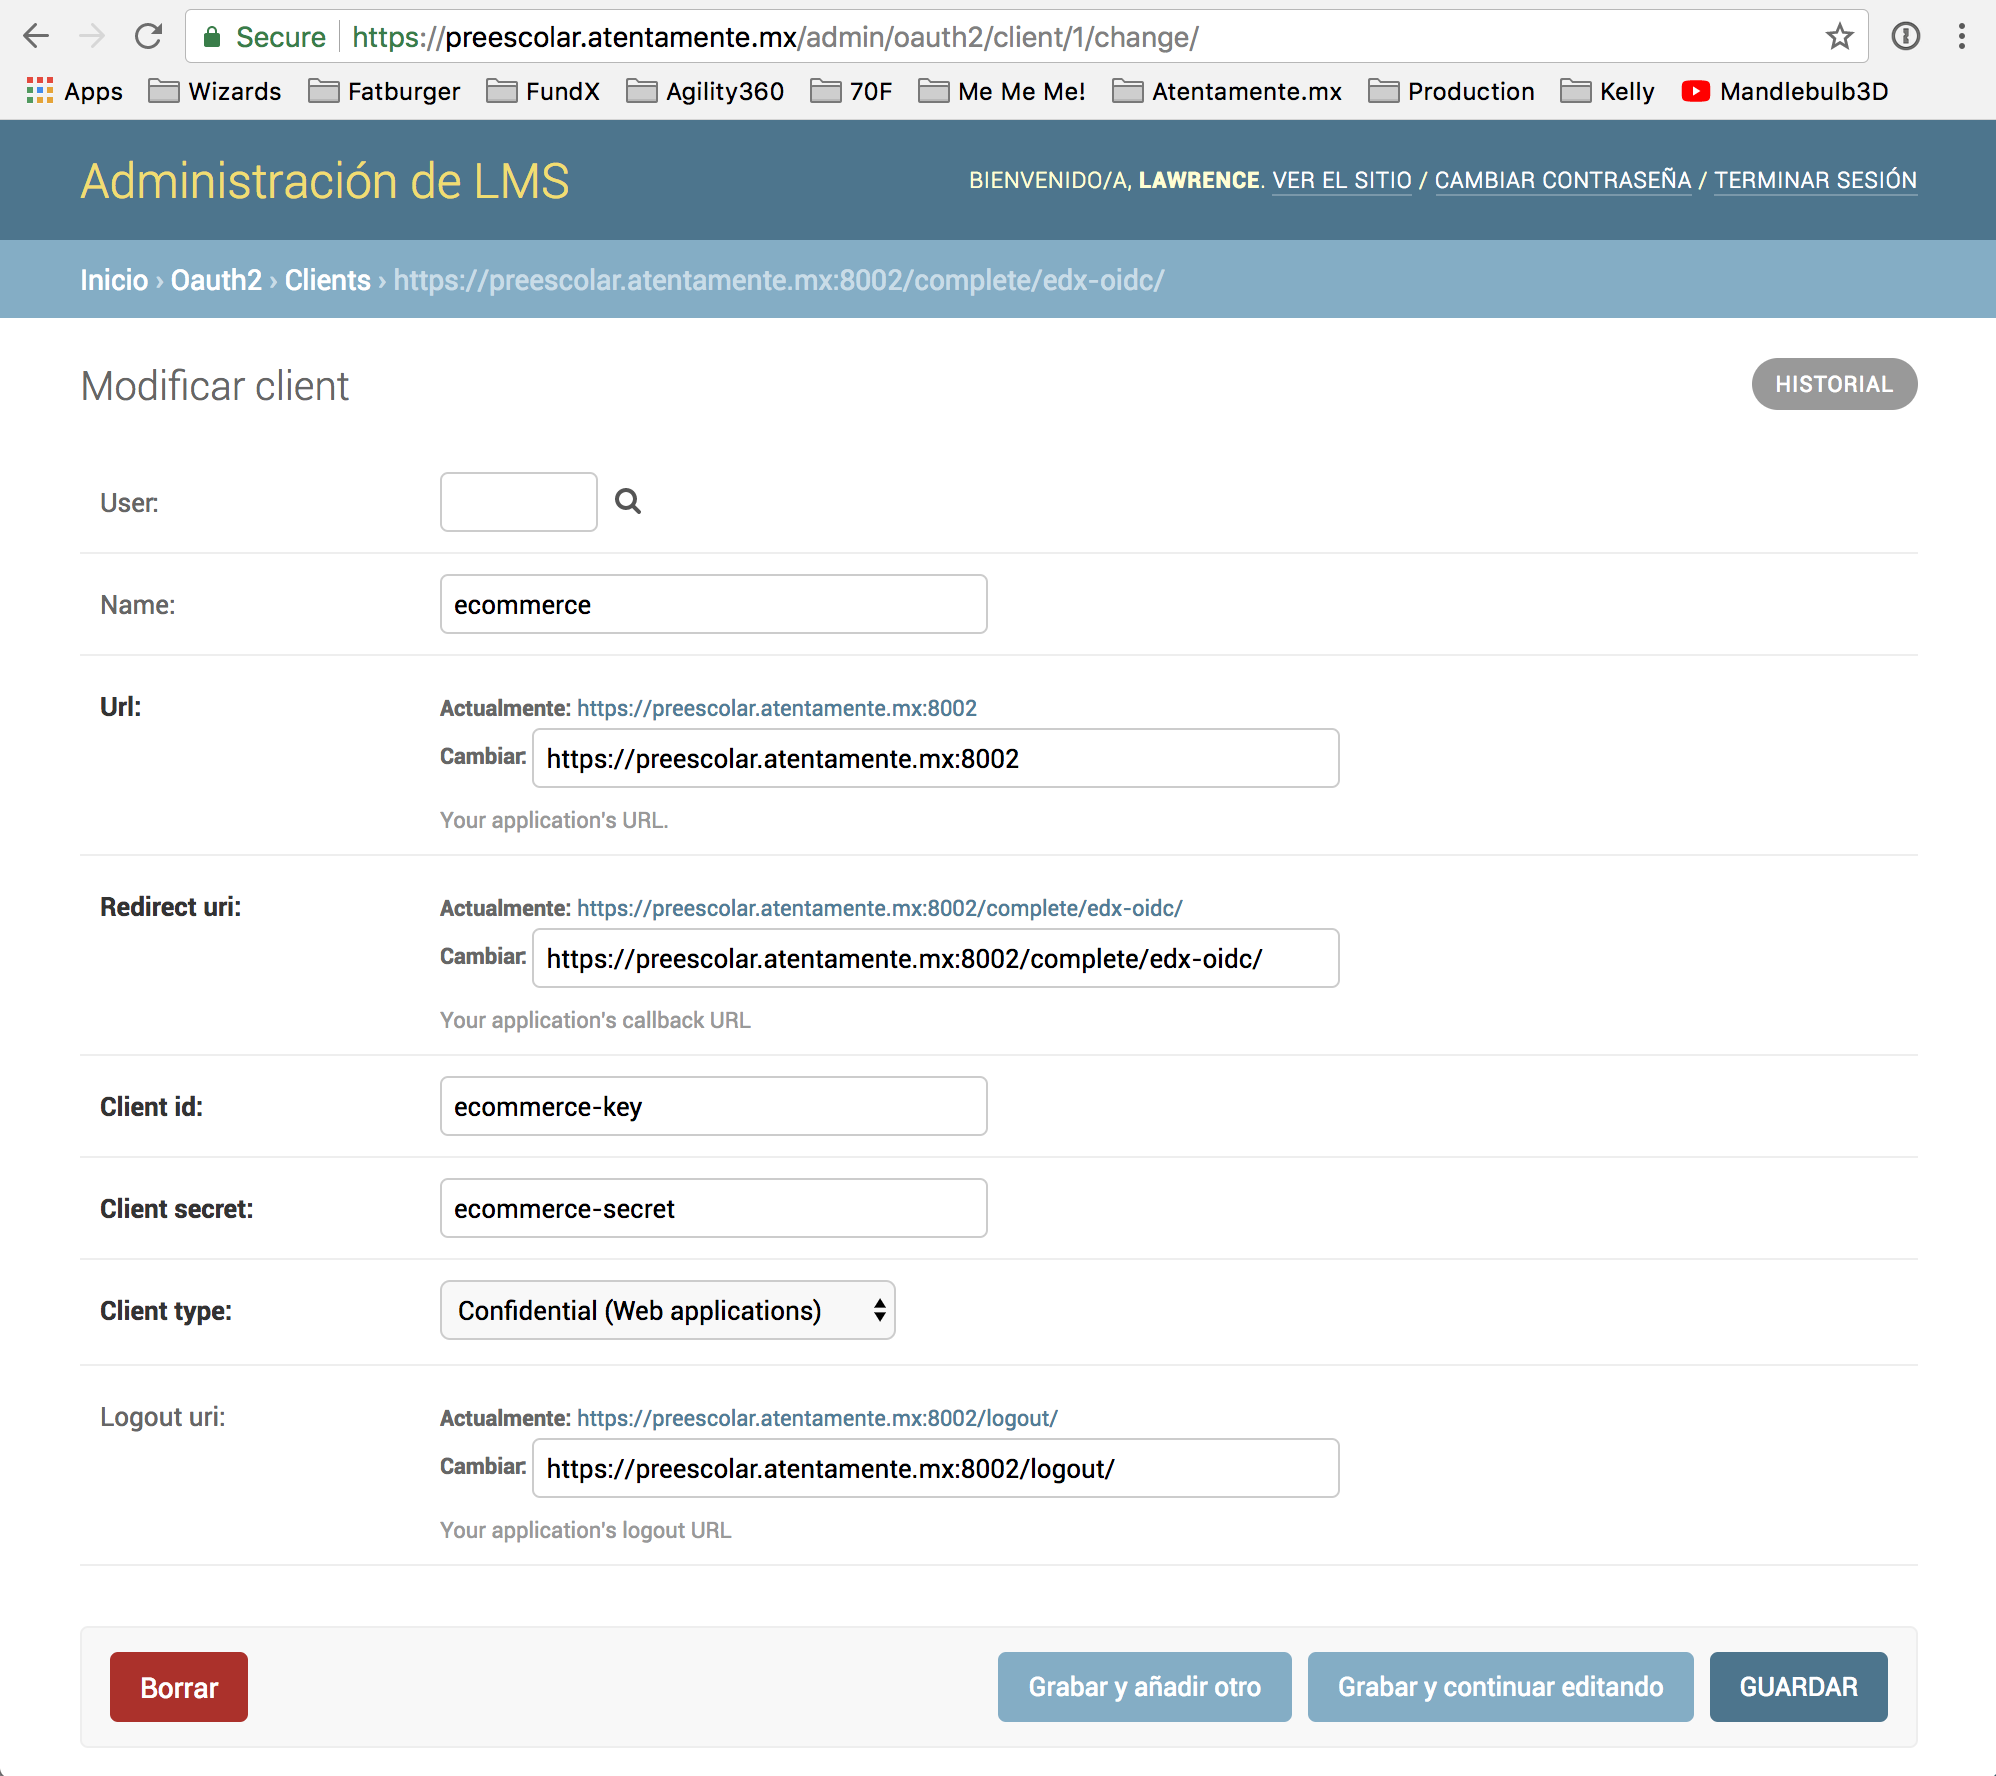 Secure https://preescolar.atentamente.mx/admin/oauth2/client/1/change/
Apps Wizards Fatburger FundX Agility360 70F Me Me Me! Atentamente.mx Production Kelly Mandlebulb3D
Administración de LMS
BIENVENIDO/A, LAWRENCE. VER EL SITIO / CAMBIAR CONTRASEÑA / TERMINAR SESIÓN
Inicio › Oauth2 › Clients › https://preescolar.atentamente.mx:8002/complete/edx-oidc/
Modificar client
HISTORIAL
User:
Name: ecommerce
Url: Actualmente: https://preescolar.atentamente.mx:8002
Cambiar: https://preescolar.atentamente.mx:8002
Your application's URL.
Redirect uri: Actualmente: https://preescolar.atentamente.mx:8002/complete/edx-oidc/
Cambiar: https://preescolar.atentamente.mx:8002/complete/edx-oidc/
Your application's callback URL
Client id: ecommerce-key
Client secret: ecommerce-secret
Client type: Confidential (Web applications)
Logout uri: Actualmente: https://preescolar.atentamente.mx:8002/logout/
Cambiar: https://preescolar.atentamente.mx:8002/logout/
Your application's logout URL
Borrar Grabar y añadir otro Grabar y continuar editando GUARDAR